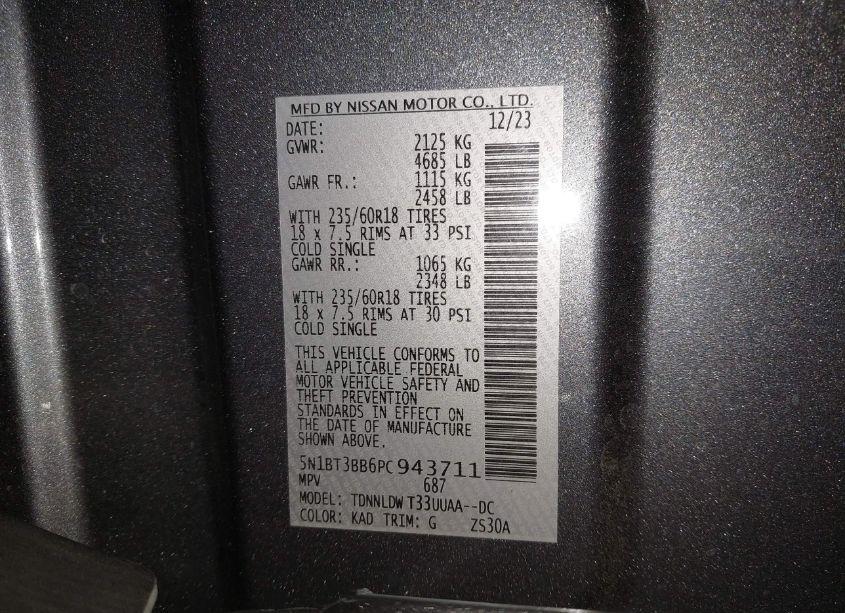 MFD BY NISSAN MOTOR CO., LTD.
DATE: 12/23
GVWR: 2125 KG
4685 LB
GAWR FR.: 1115 KG
2458 LB
WITH 235/60R18 TIRES
18 x 7.5 RIMS AT 33 PSI
COLD SINGLE
GAWR RR.: 1065 KG
2348 LB
WITH 235/60R18 TIRES
18 x 7.5 RIMS AT 30 PSI
COLD SINGLE
THIS VEHICLE CONFORMS TO
ALL APPLICABLE FEDERAL
MOTOR VEHICLE SAFETY AND
THEFT PREVENTION
STANDARDS IN EFFECT ON
THE DATE OF MANUFACTURE
SHOWN ABOVE.
5N1BT3BB6PC943711
MPV 687
MODEL: TDNNLDW T33UUAA--DC
COLOR: KAD TRIM: G ZS30A